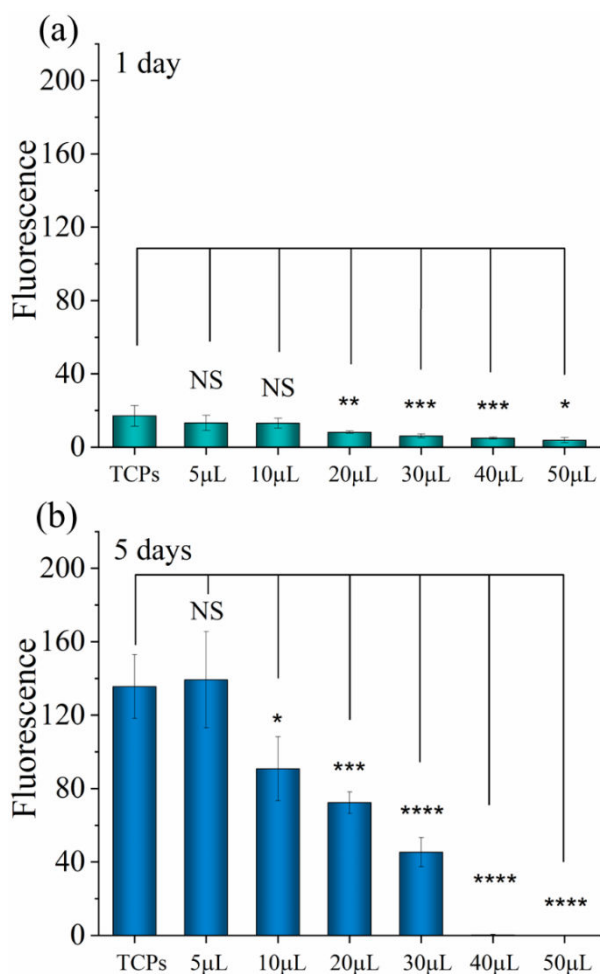 (a)
1 day
200
160
120
80
40
0
Fluorescence
NS NS ** *** *** *
TCPs 5μL 10μL 20μL 30μL 40μL 50μL
(b)
5 days
200
160
120
80
40
0
Fluorescence
NS
*
***
****
****
****
TCPs 5μL 10μL 20μL 30μL 40μL 50μL